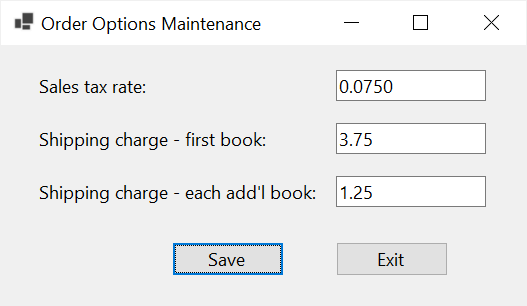 Order Options Maintenance
Sales tax rate: 0.0750
Shipping charge - first book: 3.75
Shipping charge - each add'l book: 1.25
Save Exit